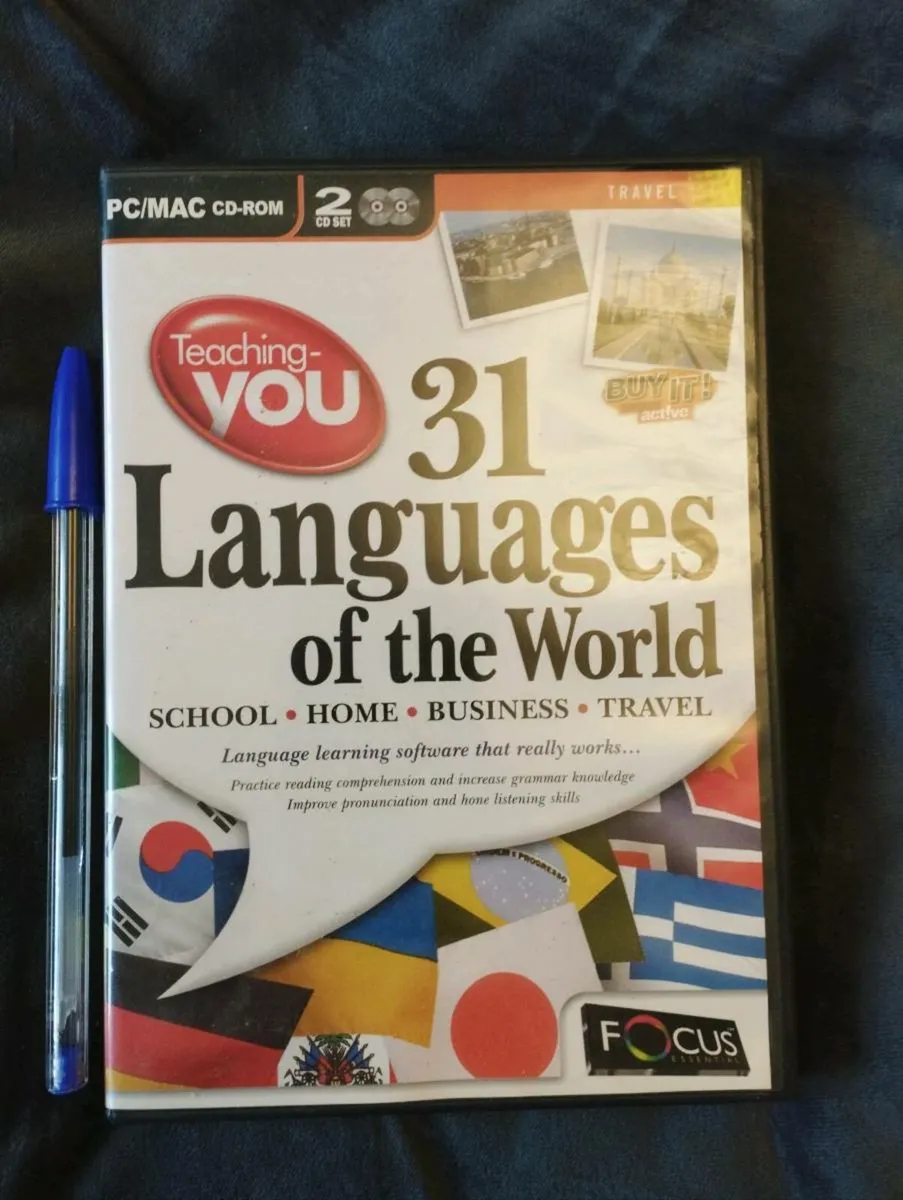 PC/MAC CD-ROM
2
CD SET
TRAVEL
Teaching-
YOU
BUY IT!
active
31
Languages
of the World
SCHOOL • HOME • BUSINESS • TRAVEL
Language learning software that really works...
Practice reading comprehension and increase grammar knowledge
Improve pronunciation and hone listening skills
E PROGRESSO
FOCUS
ESSENTIAL